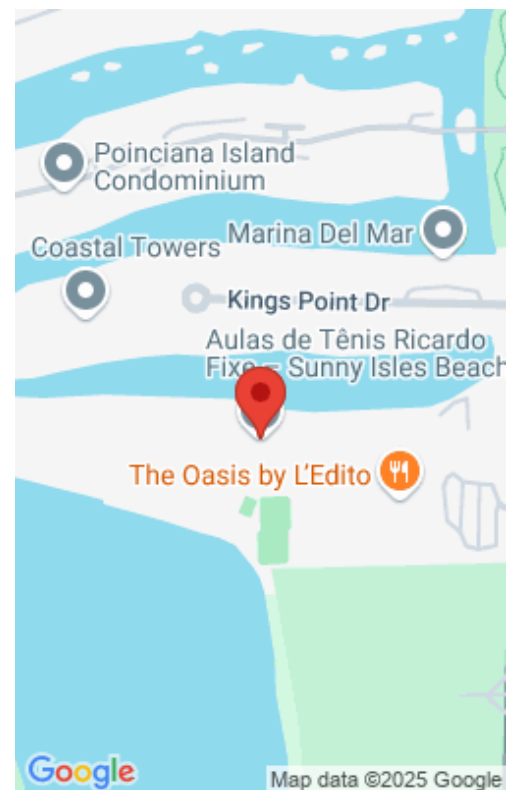 Poinciana Island
Condominium
Marina Del Mar
Coastal Towers
Kings Point Dr
Aulas de Tênis Ricardo
Fixe – Sunny Isles Beach
The Oasis by L'Edito
Google
Map data ©2025 Google